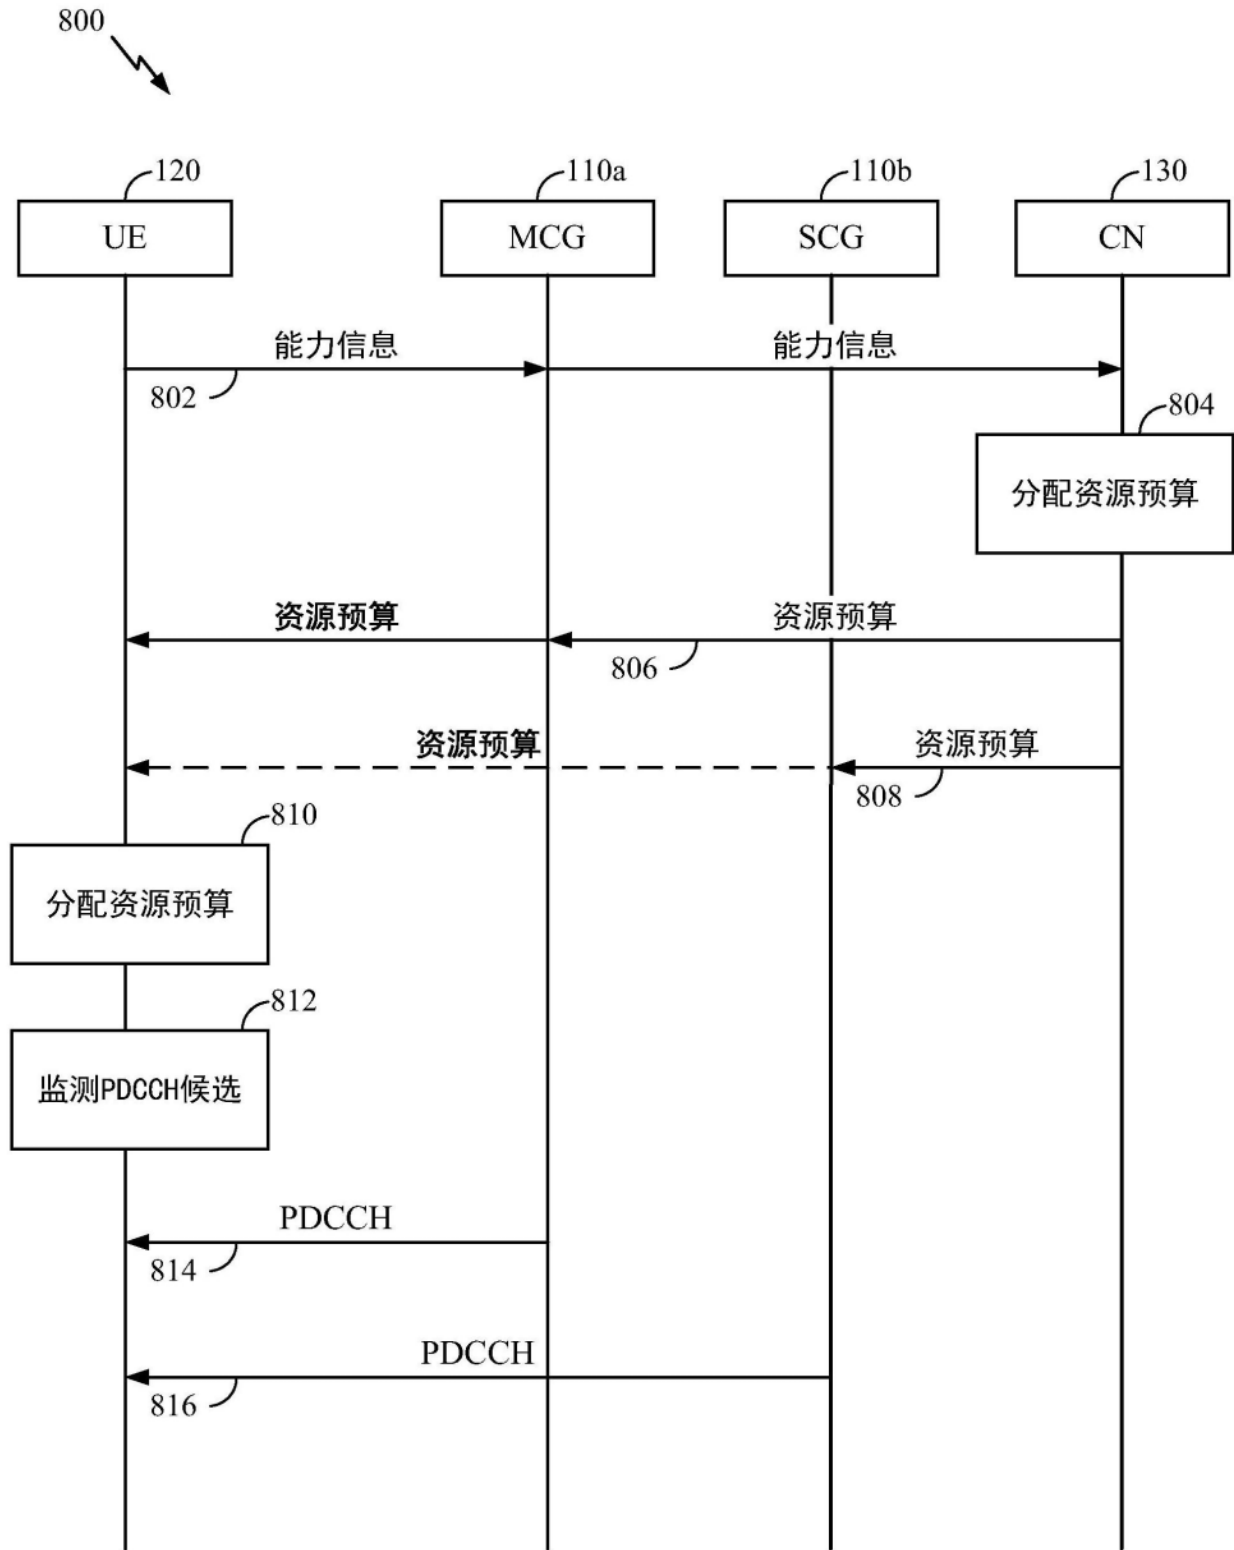 800
120
110a
110b
130
UE
MCG
SCG
CN
能力信息
能力信息
802
804
分配资源预算
资源预算
资源预算
806
资源预算
资源预算
808
810
分配资源预算
812
监测PDCCH候选
PDCCH
814
PDCCH
816